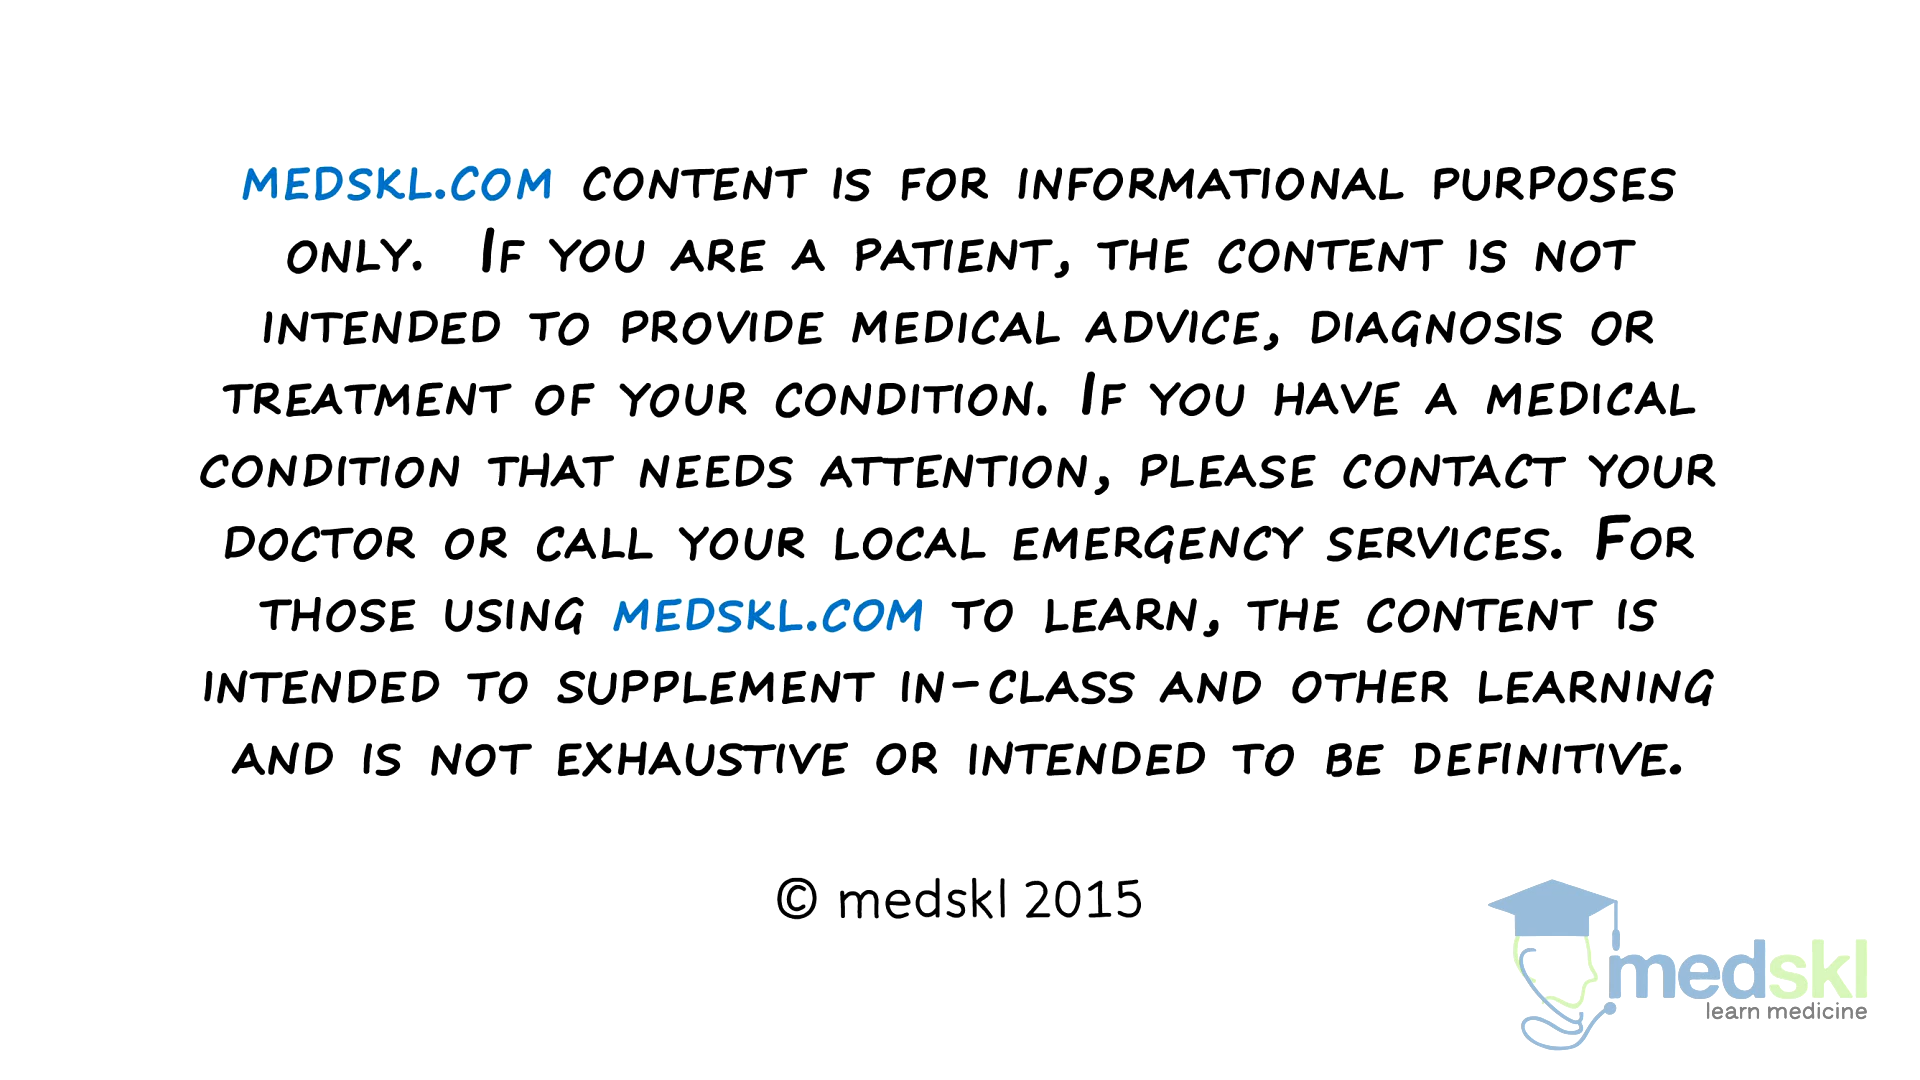 MEDSKL.COM CONTENT IS FOR INFORMATIONAL PURPOSES
ONLY. IF YOU ARE A PATIENT, THE CONTENT IS NOT
INTENDED TO PROVIDE MEDICAL ADVICE, DIAGNOSIS OR
TREATMENT OF YOUR CONDITION. IF YOU HAVE A MEDICAL
CONDITION THAT NEEDS ATTENTION, PLEASE CONTACT YOUR
DOCTOR OR CALL YOUR LOCAL EMERGENCY SERVICES. FOR
THOSE USING MEDSKL.COM TO LEARN, THE CONTENT IS
INTENDED TO SUPPLEMENT IN-CLASS AND OTHER LEARNING
AND IS NOT EXHAUSTIVE OR INTENDED TO BE DEFINITIVE.
© medskl 2015
medskl
learn medicine